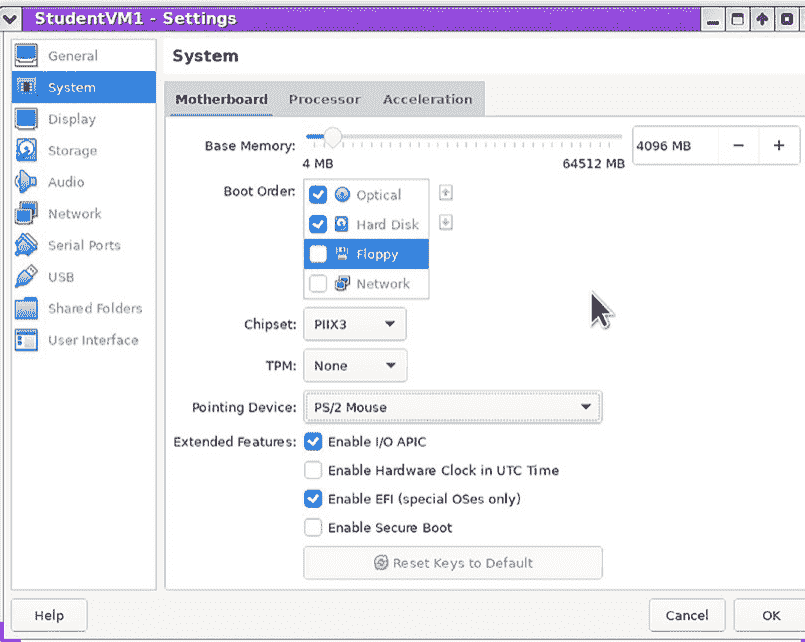 StudentVM1 - Settings
General
System
Display
Storage
Audio
Network
Serial Ports
USB
Shared Folders
User Interface
System
Motherboard Processor Acceleration
Base Memory: 4096 MB − +
4 MB 64512 MB
Boot Order: Optical
Hard Disk
Floppy
Network
Chipset: PIIX3
TPM: None
Pointing Device: PS/2 Mouse
Extended Features: Enable I/O APIC
Enable Hardware Clock in UTC Time
Enable EFI (special OSes only)
Enable Secure Boot
Reset Keys to Default
Help Cancel OK